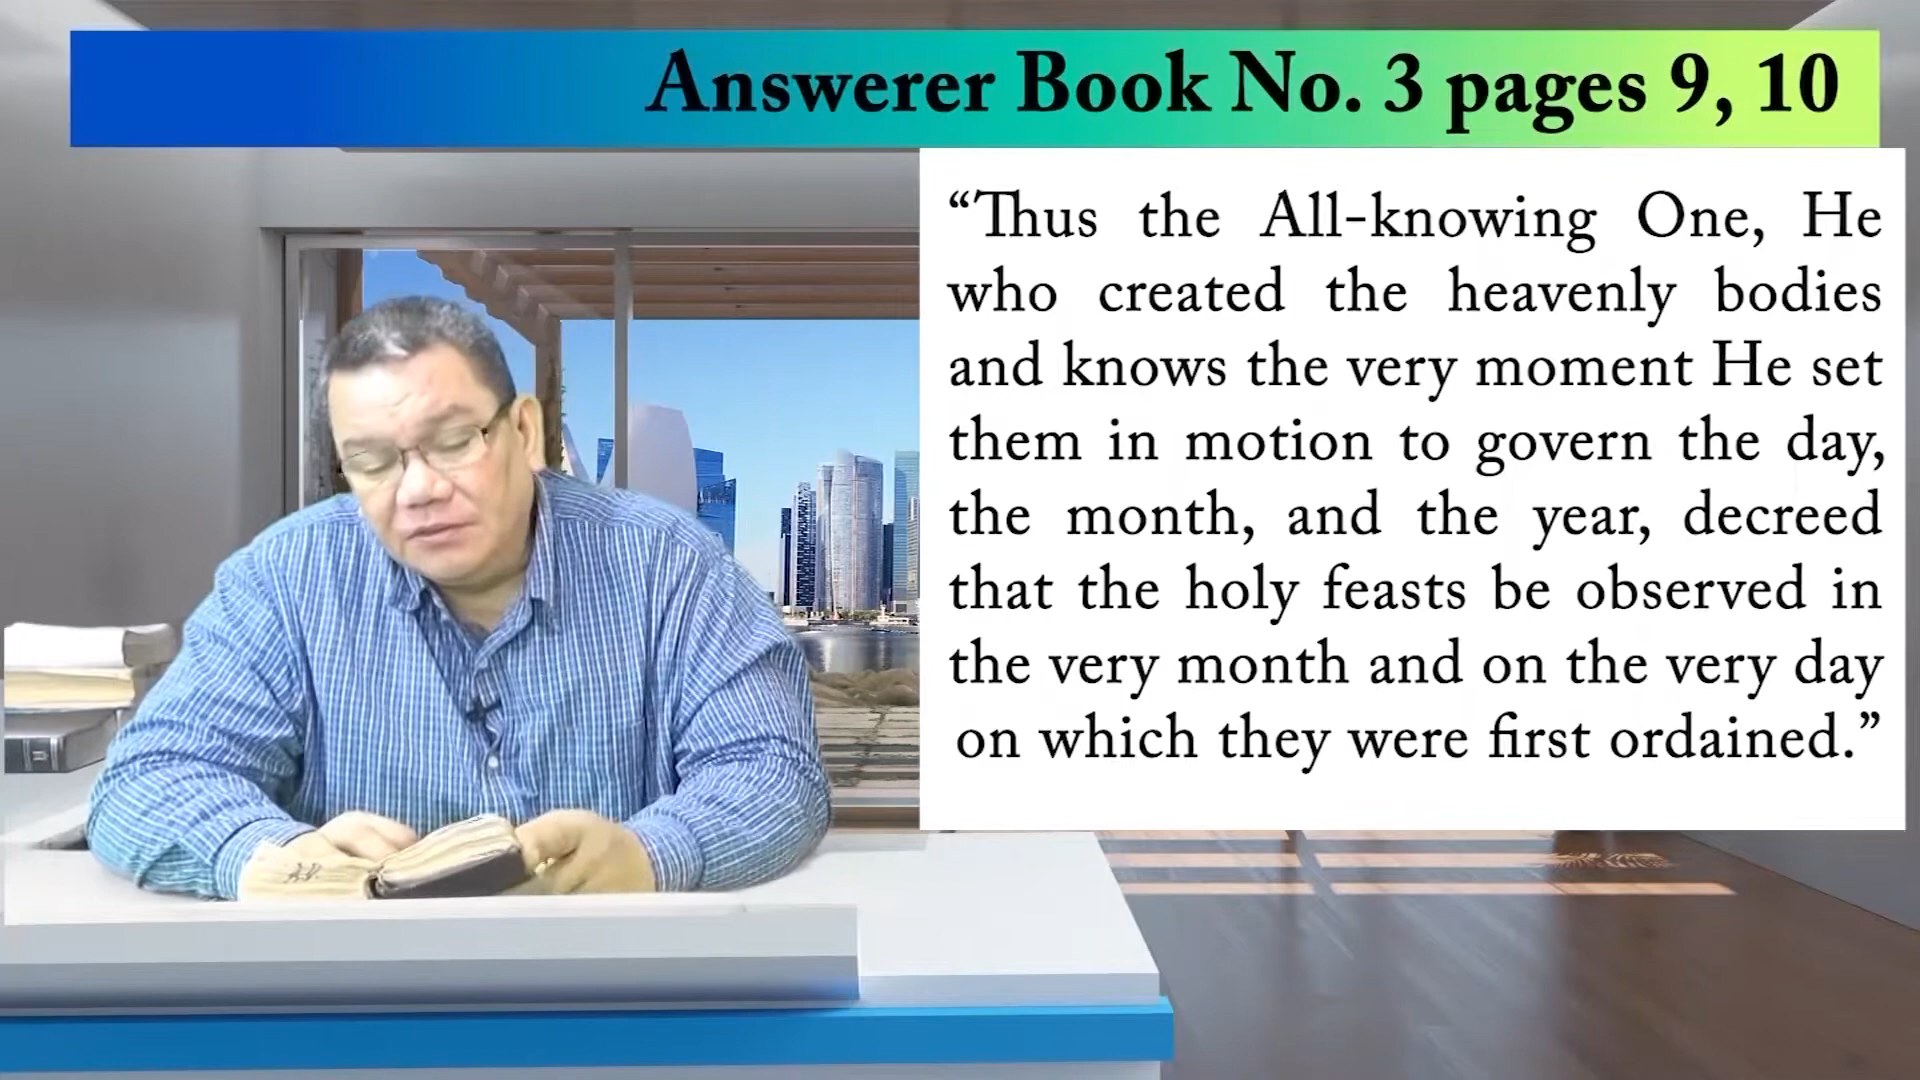 Answerer Book No. 3 pages 9, 10
“Thus the All-knowing One, He
who created the heavenly bodies
and knows the very moment He set
them in motion to govern the day,
the month, and the year, decreed
that the holy feasts be observed in
the very month and on the very day
on which they were first ordained.”